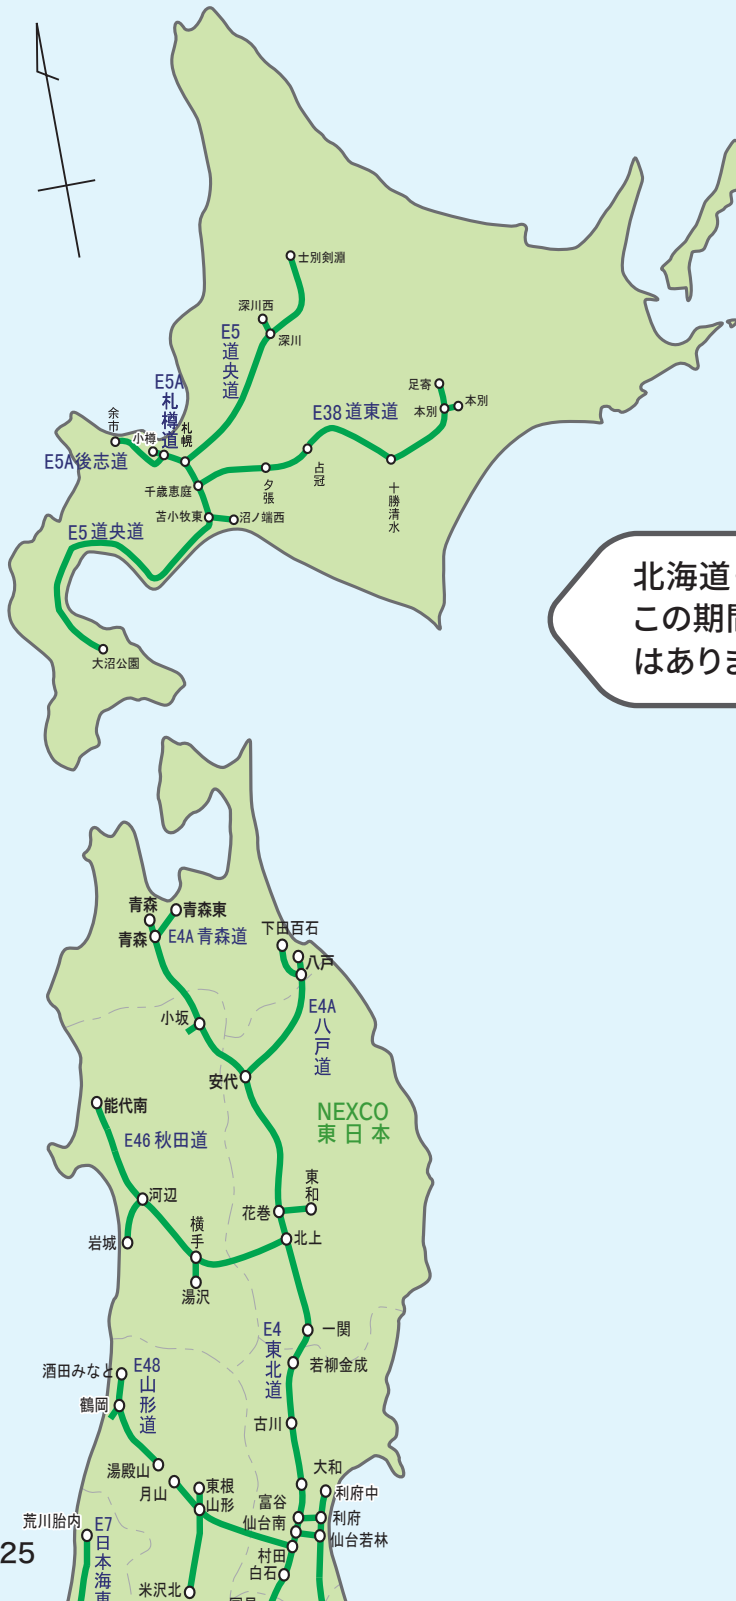 士別剣淵
深川西
深川
E5
道央道
足寄
本別
本別
E5A
札樽道
E38 道東道
余市
小樽
札幌
E5A後志道
占冠
夕張
千歳恵庭
十勝清水
苫小牧東
沼ノ端西
E5 道央道
大沼公園
北海道
この期間
はありま
青森
青森東
青森
E4A 青森道
下田百石
八戸
小坂
E4A
八戸道
安代
能代南
NEXCO
東日本
E46 秋田道
東和
河辺
花巻
横手
岩城
北上
湯沢
E4
東北道
一関
若柳金成
酒田みなと
E48
山形道
鶴岡
古川
湯殿山
大和
月山
東根
利府中
山形
富谷
利府
荒川胎内
E7
日本海東
仙台南
仙台若林
25
村田
白石
米沢北